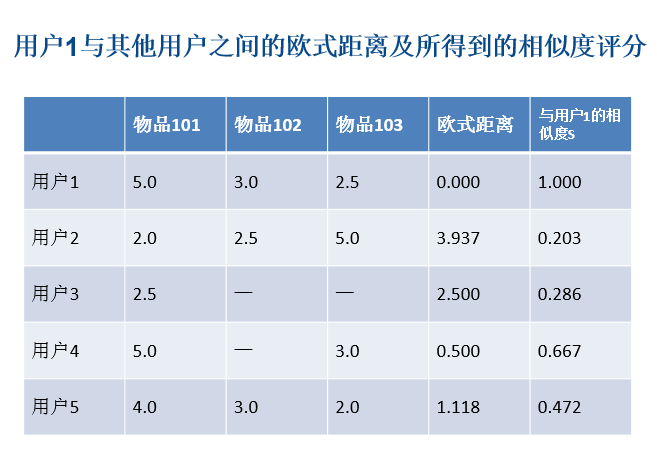 用户1与其他用户之间的欧式距离及所得到的相似度评分
物品101 物品102 物品103 欧式距离 与用户1的相
似度s
用户1 5.0 3.0 2.5 0.000 1.000
用户2 2.0 2.5 5.0 3.937 0.203
用户3 2.5 — — 2.500 0.286
用户4 5.0 — 3.0 0.500 0.667
用户5 4.0 3.0 2.0 1.118 0.472